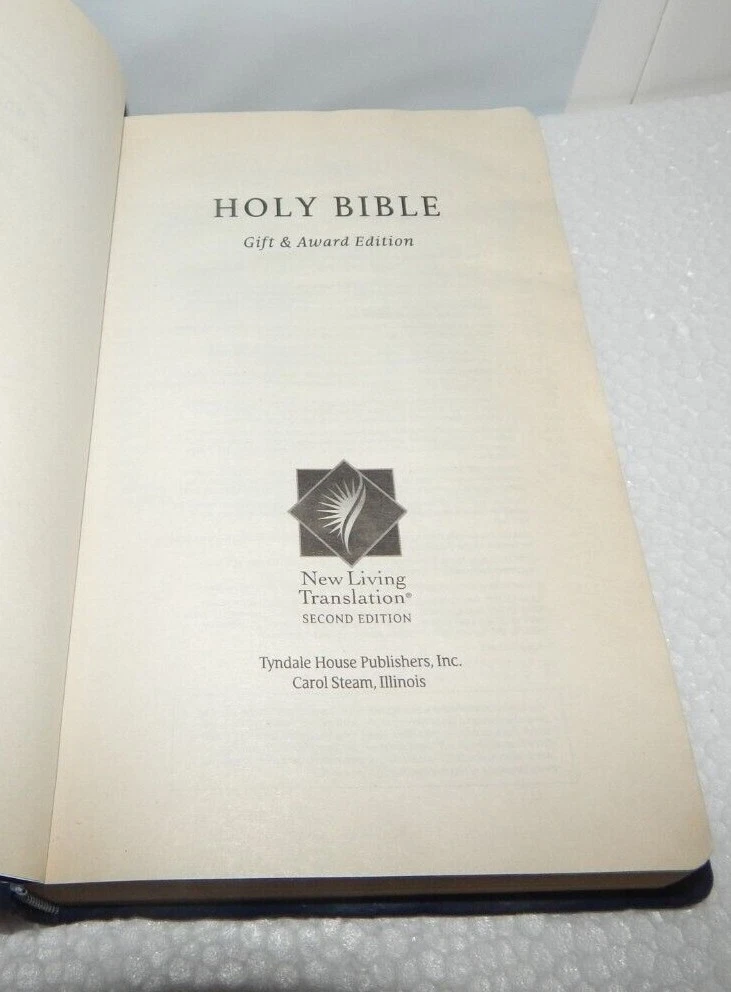 HOLY BIBLE
Gift & Award Edition
New Living
Translation®
SECOND EDITION
Tyndale House Publishers, Inc.
Carol Steam, Illinois